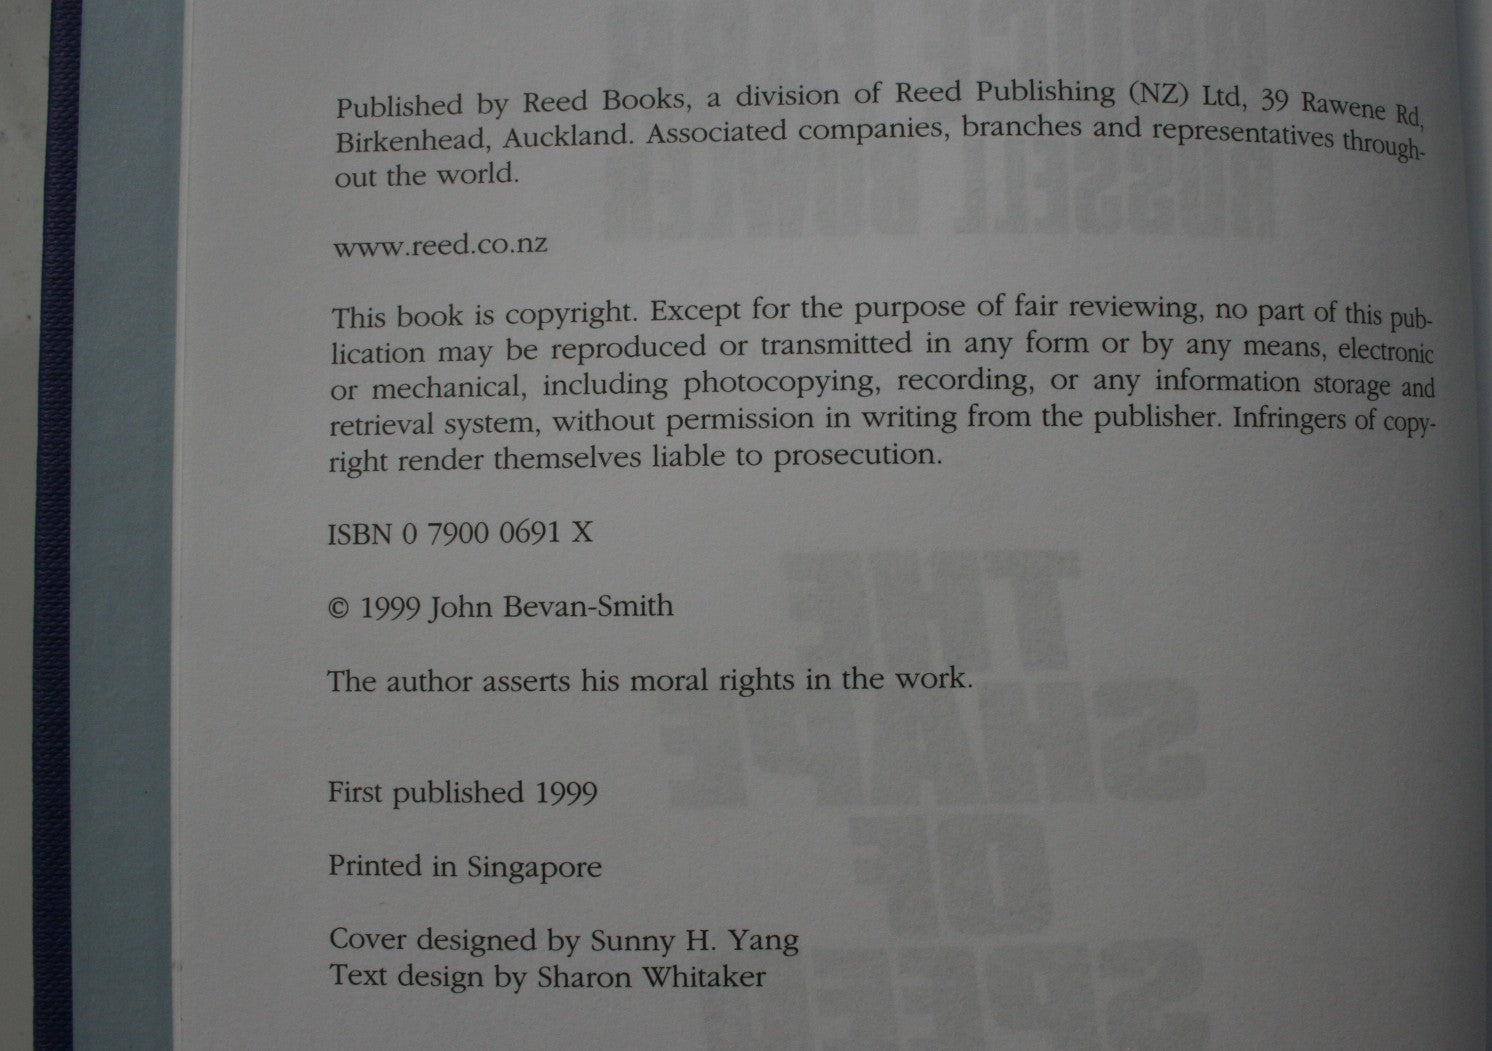 Published by Reed Books, a division of Reed Publishing (NZ) Ltd, 39 Rawene Rd,
Birkenhead, Auckland. Associated companies, branches and representatives through-
out the world.
www.reed.co.nz
This book is copyright. Except for the purpose of fair reviewing, no part of this pub-
lication may be reproduced or transmitted in any form or by any means, electronic
or mechanical, including photocopying, recording, or any information storage and
retrieval system, without permission in writing from the publisher. Infringers of copy-
right render themselves liable to prosecution.
ISBN 0 7900 0691 X
© 1999 John Bevan-Smith
The author asserts his moral rights in the work.
First published 1999
Printed in Singapore
Cover designed by Sunny H. Yang
Text design by Sharon Whitaker
THE
SHAPE
OF
SPEED